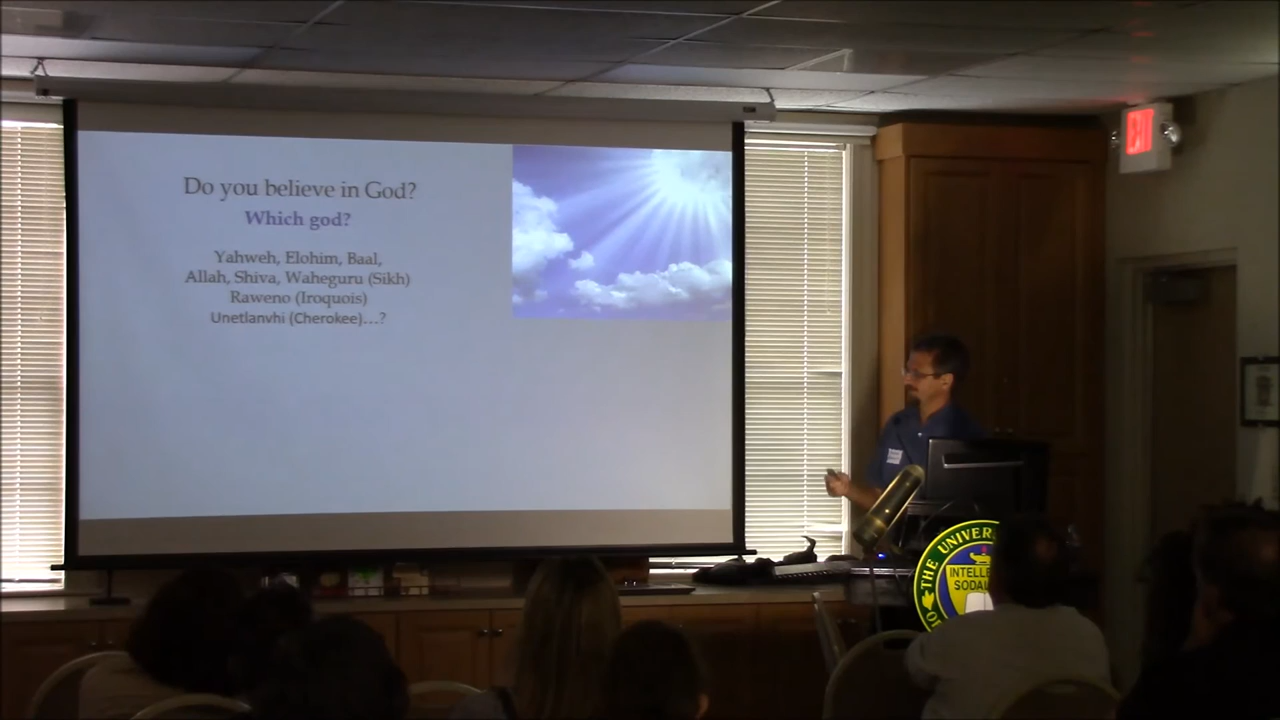 Do you believe in God?
Which god?
Yahweh, Elohim, Baal,
Allah, Shiva, Waheguru (Sikh)
Raweno (Iroquois)
Unetlanvhi (Cherokee)...?
EXIT
THE UNIVER
INTELLE
SODA